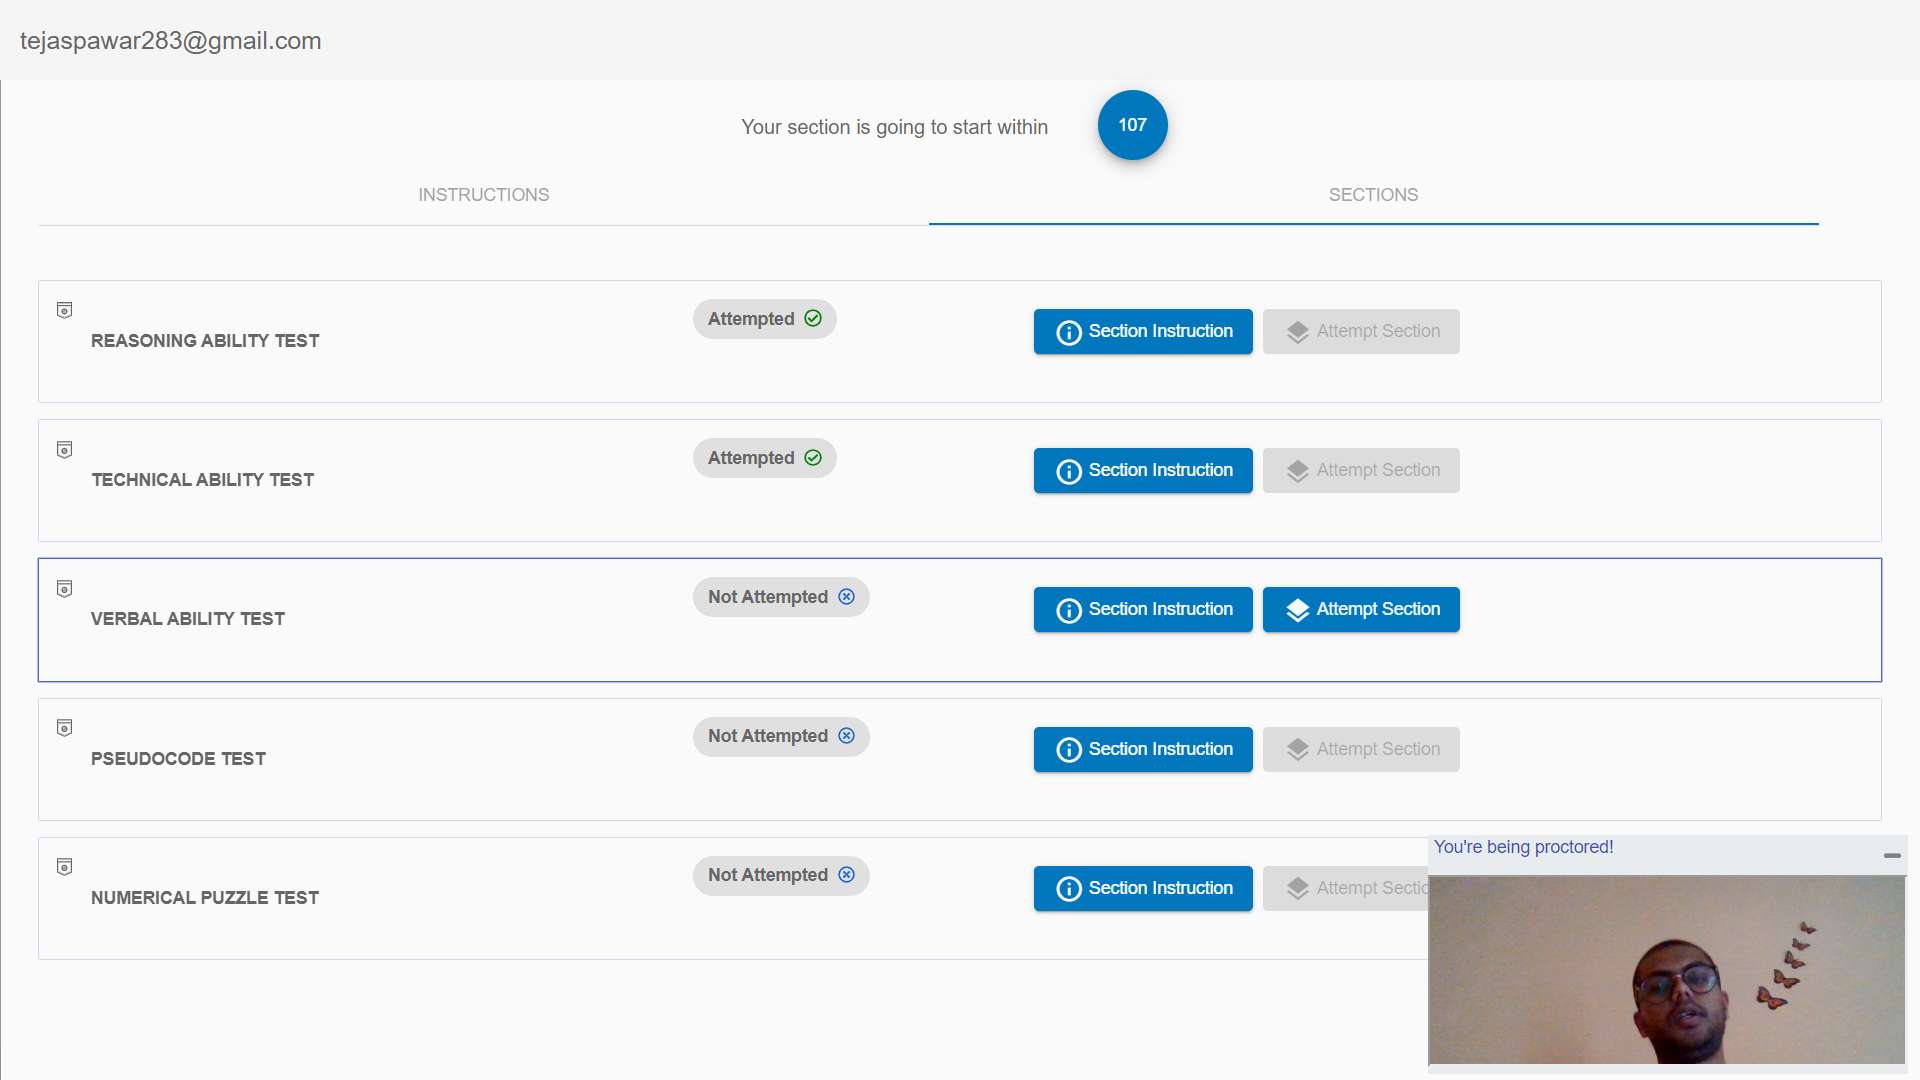 tejaspawar283@gmail.com
Your section is going to start within 107
INSTRUCTIONS SECTIONS
REASONING ABILITY TEST Attempted Section Instruction Attempt Section
TECHNICAL ABILITY TEST Attempted Section Instruction Attempt Section
VERBAL ABILITY TEST Not Attempted Section Instruction Attempt Section
PSEUDOCODE TEST Not Attempted Section Instruction Attempt Section
You're being proctored!
NUMERICAL PUZZLE TEST Not Attempted Section Instruction Attempt Sectio